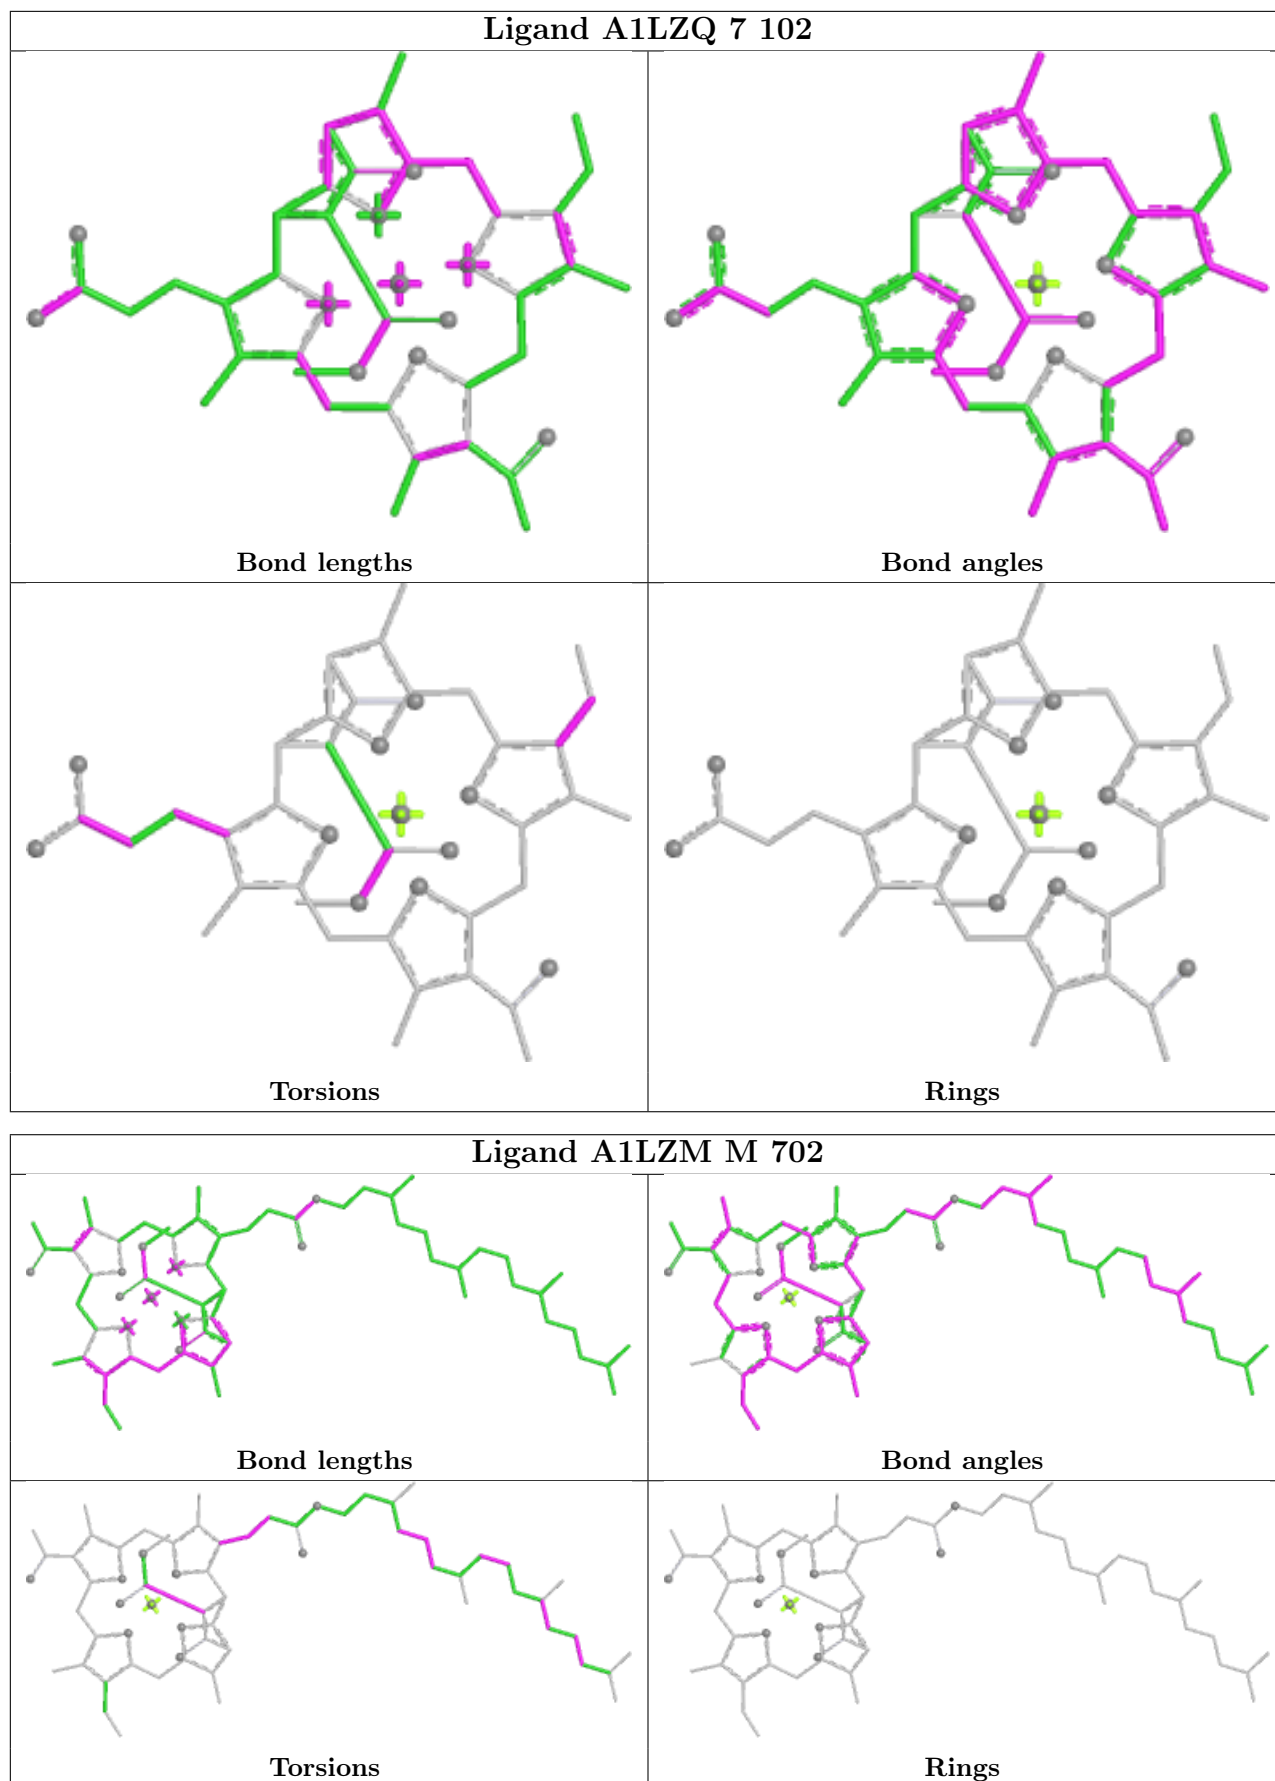 Ligand A1LZQ 7 102
Bond lengths
Bond angles
Torsions
Rings
Ligand A1LZM M 702
Bond lengths
Bond angles
Torsions
Rings